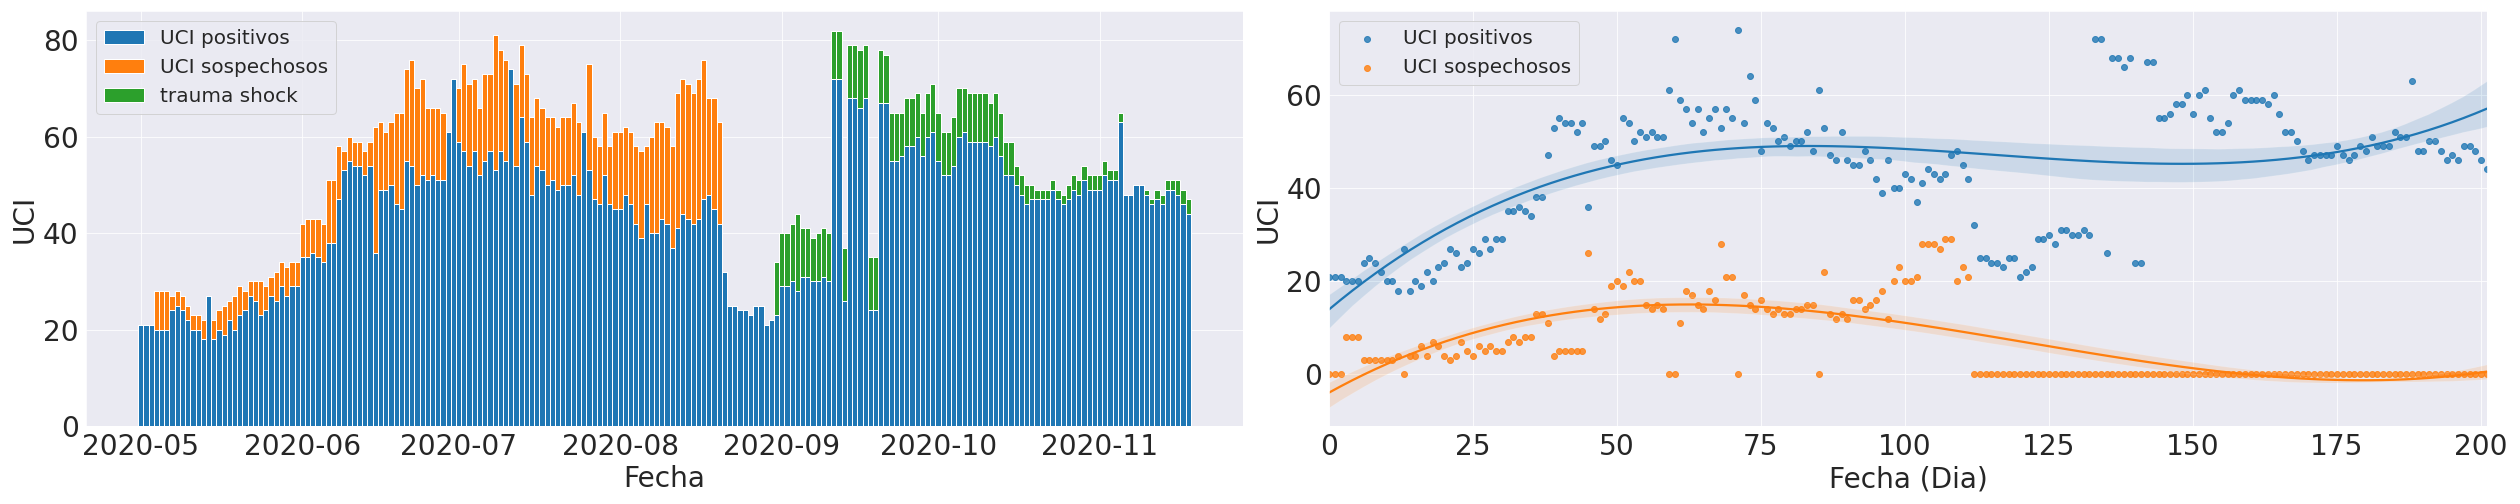 UCI positivos
UCI sospechosos
trauma shock
80
60
40
20
0
UCI
2020-05 2020-06 2020-07 2020-08 2020-09 2020-10 2020-11
Fecha
UCI positivos
UCI sospechosos
60
40
20
0
UCI
0 25 50 75 100 125 150 175 200
Fecha (Dia)